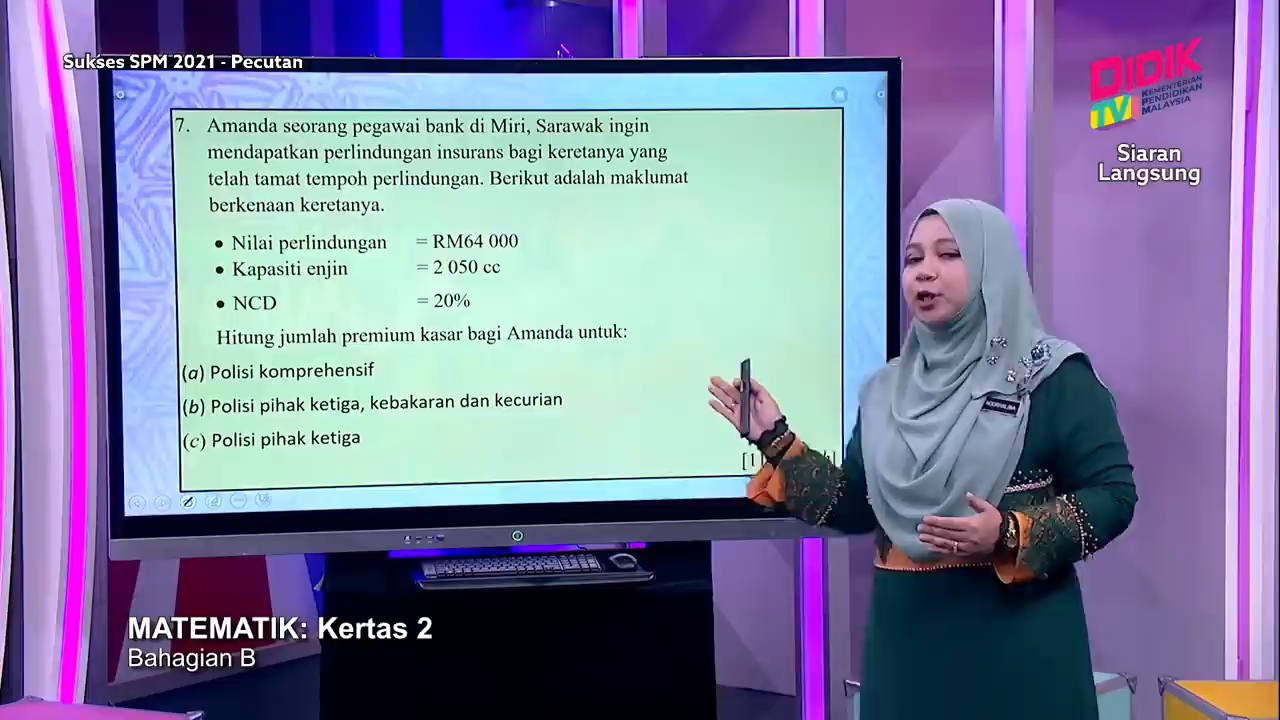 Sukses SPM 2021 - Pecutan
DIDIK
TV
KEMENTERIAN
PENDIDIKAN
MALAYSIA
Siaran
Langsung
7. Amanda seorang pegawai bank di Miri, Sarawak ingin
mendapatkan perlindungan insurans bagi keretanya yang
telah tamat tempoh perlindungan. Berikut adalah maklumat
berkenaan keretanya.
• Nilai perlindungan = RM64 000
• Kapasiti enjin = 2 050 cc
• NCD = 20%
Hitung jumlah premium kasar bagi Amanda untuk:
(a) Polisi komprehensif
(b) Polisi pihak ketiga, kebakaran dan kecurian
(c) Polisi pihak ketiga
MATEMATIK: Kertas 2
Bahagian B